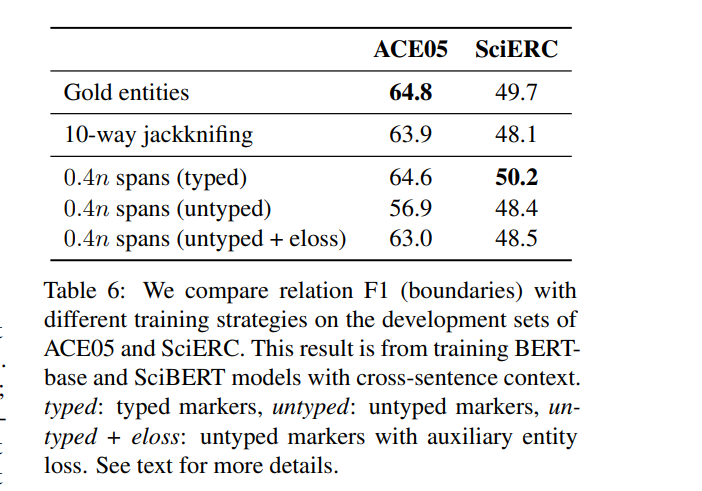 ACE05 SciERC
Gold entities 64.8 49.7
10-way jackknifing 63.9 48.1
0.4n spans (typed) 64.6 50.2
0.4n spans (untyped) 56.9 48.4
0.4n spans (untyped + eloss) 63.0 48.5
Table 6: We compare relation F1 (boundaries) with
different training strategies on the development sets of
ACE05 and SciERC. This result is from training BERT-
base and SciBERT models with cross-sentence context.
typed: typed markers, untyped: untyped markers, un-
typed + eloss: untyped markers with auxiliary entity
loss. See text for more details.